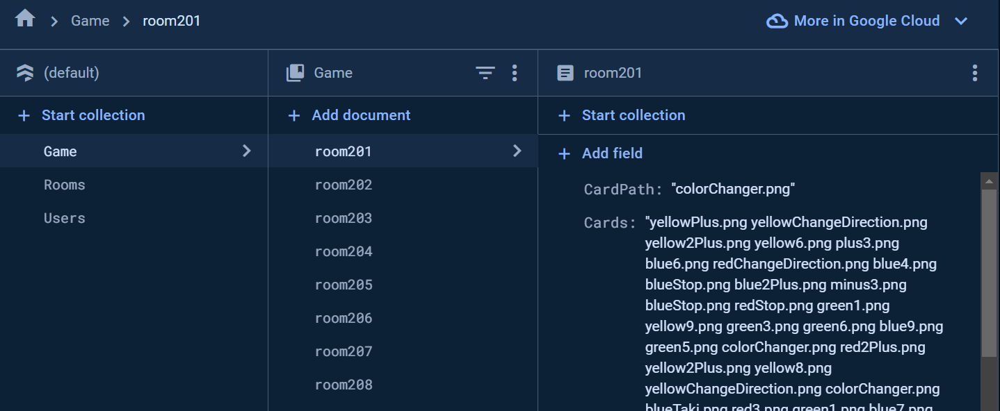 Game
room201
More in Google Cloud
(default)
Game
room201
Start collection
Add document
Start collection
Game
room201
Add field
Rooms
room202
CardPath: "colorChanger.png"
Users
room203
Cards: "yellowPlus.png yellowChangeDirection.png
yellow2Plus.png yellow6.png plus3.png
room204
blue6.png redChangeDirection.png blue4.png
room205
blueStop.png blue2Plus.png minus3.png
blueStop.png redStop.png green1.png
room206
yellow9.png green3.png green6.png blue9.png
room207
green5.png colorChanger.png red2Plus.png
yellow2Plus.png yellow8.png
room208
yellowChangeDirection.png colorChanger.png
blueTaki.png red3.png green1.png blue7.png